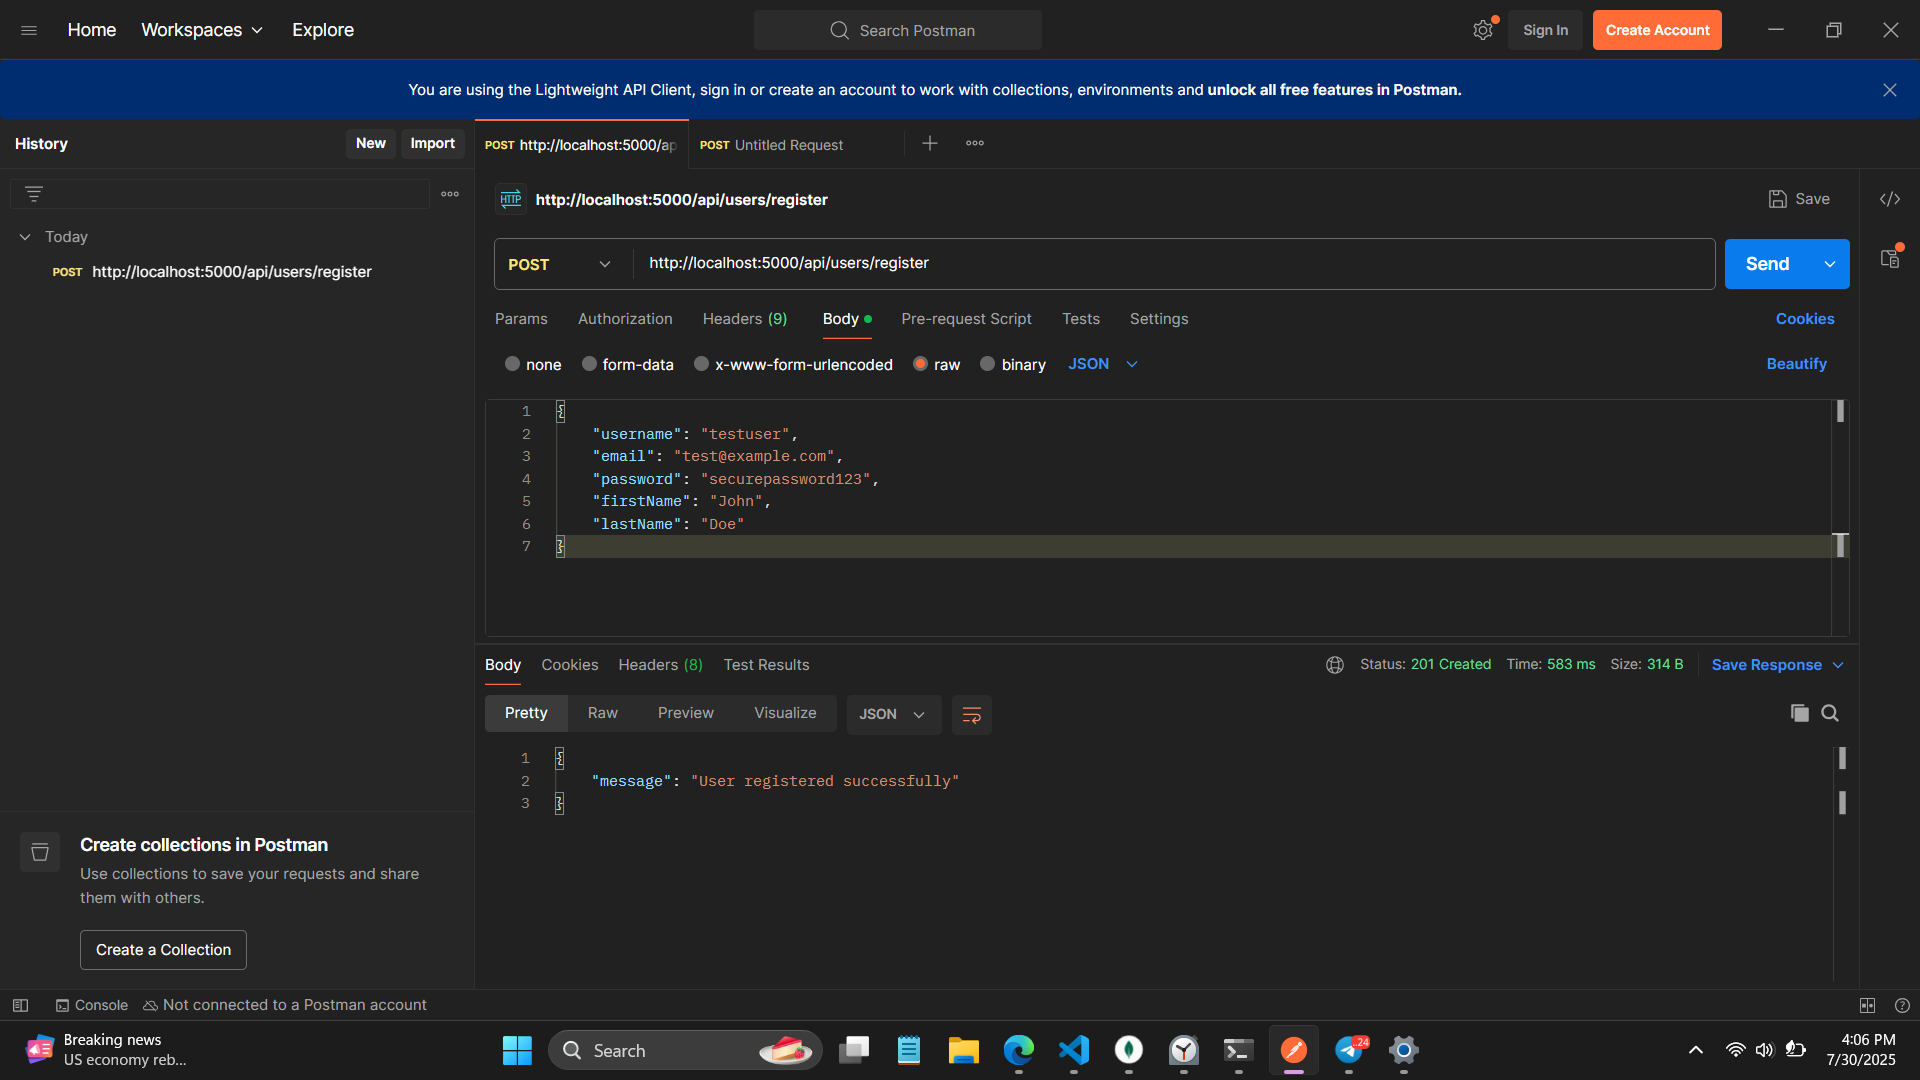 Home Workspaces Explore
Search Postman
Sign In Create Account
You are using the Lightweight API Client, sign in or create an account to work with collections, environments and unlock all free features in Postman.
History New Import
POST http://localhost:5000/ap POST Untitled Request
HTTP http://localhost:5000/api/users/register Save
Today
POST http://localhost:5000/api/users/register
POST http://localhost:5000/api/users/register Send
Params Authorization Headers (9) Body Pre-request Script Tests Settings Cookies
none form-data x-www-form-urlencoded raw binary JSON Beautify
1 {
2 "username": "testuser",
3 "email": "test@example.com",
4 "password": "securepassword123",
5 "firstName": "John",
6 "lastName": "Doe"
7 }
Body Cookies Headers (8) Test Results Status: 201 Created Time: 583 ms Size: 314 B Save Response
Pretty Raw Preview Visualize JSON
1 {
2 "message": "User registered successfully"
3 }
Create collections in Postman
Use collections to save your requests and share
them with others.
Create a Collection
Console Not connected to a Postman account
Breaking news
US economy reb...
Search
24
4:06 PM
7/30/2025